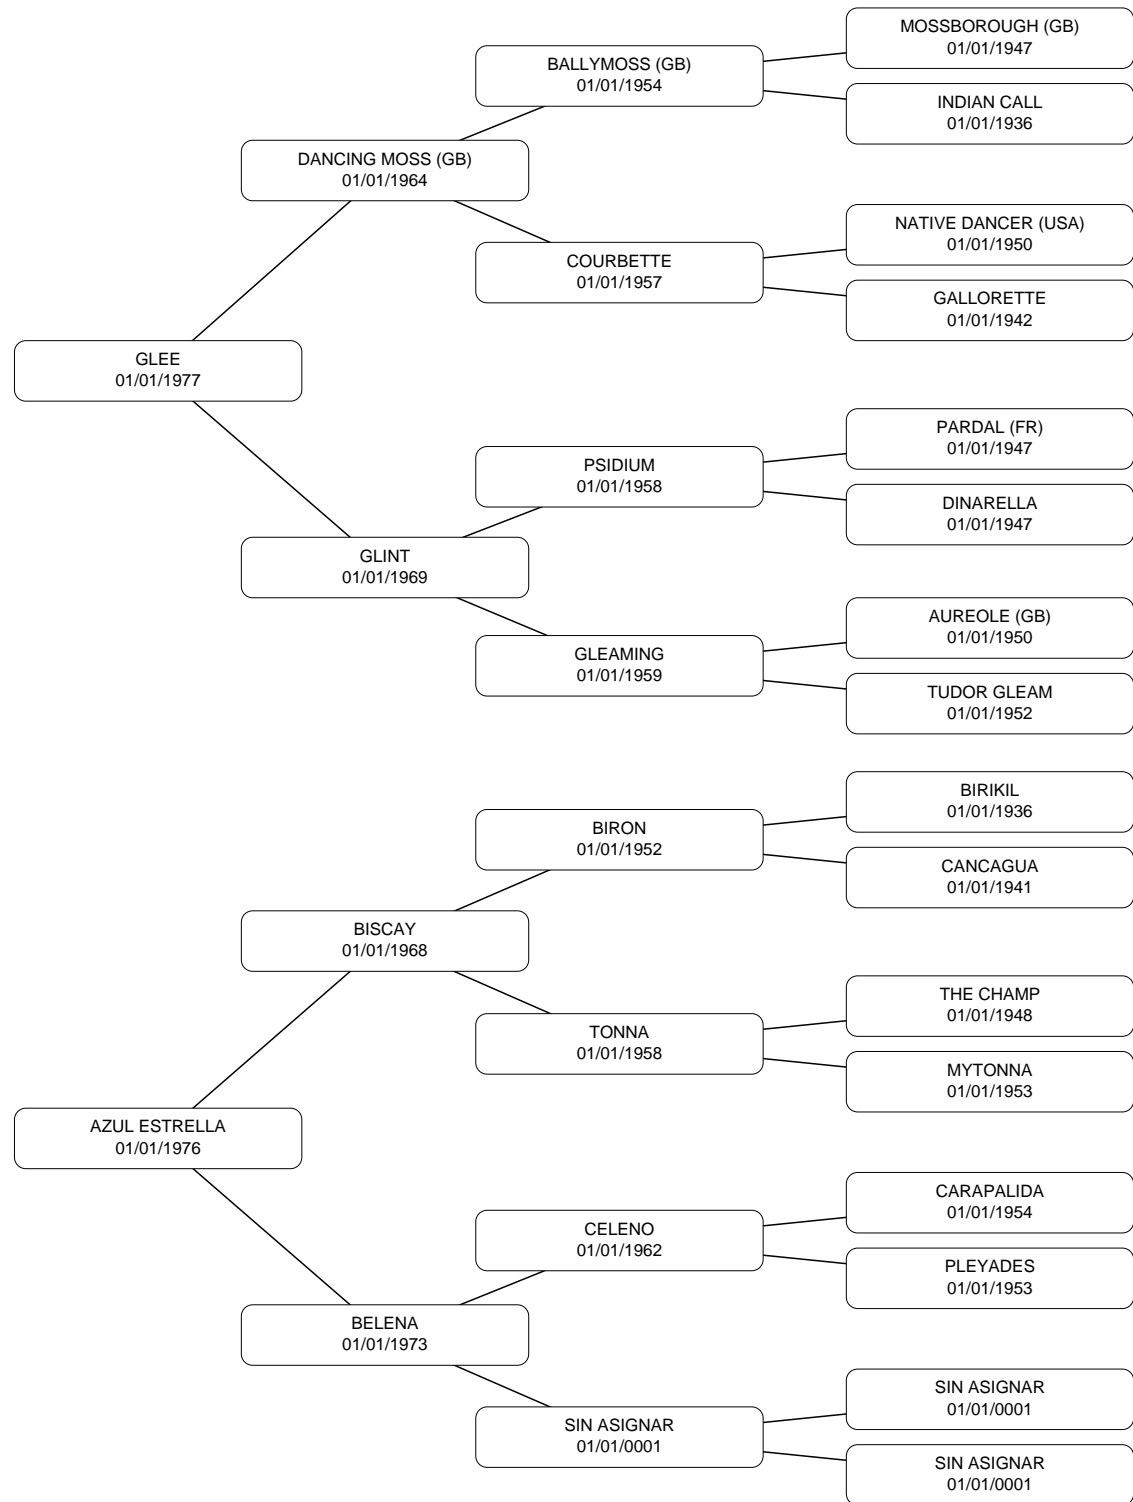 MOSSBOROUGH (GB)
01/01/1947
BALLYMOSS (GB)
01/01/1954
INDIAN CALL
01/01/1936
DANCING MOSS (GB)
01/01/1964
NATIVE DANCER (USA)
01/01/1950
COURBETTE
01/01/1957
GALLORETTE
01/01/1942
GLEE
01/01/1977
PARDAL (FR)
01/01/1947
PSIDIUM
01/01/1958
DINARELLA
01/01/1947
GLINT
01/01/1969
AUREOLE (GB)
01/01/1950
GLEAMING
01/01/1959
TUDOR GLEAM
01/01/1952
BIRIKIL
01/01/1936
BIRON
01/01/1952
CANCAGUA
01/01/1941
BISCAY
01/01/1968
THE CHAMP
01/01/1948
TONNA
01/01/1958
MYTONNA
01/01/1953
AZUL ESTRELLA
01/01/1976
CARAPALIDA
01/01/1954
CELENO
01/01/1962
PLEYADES
01/01/1953
BELENA
01/01/1973
SIN ASIGNAR
01/01/0001
SIN ASIGNAR
01/01/0001
SIN ASIGNAR
01/01/0001